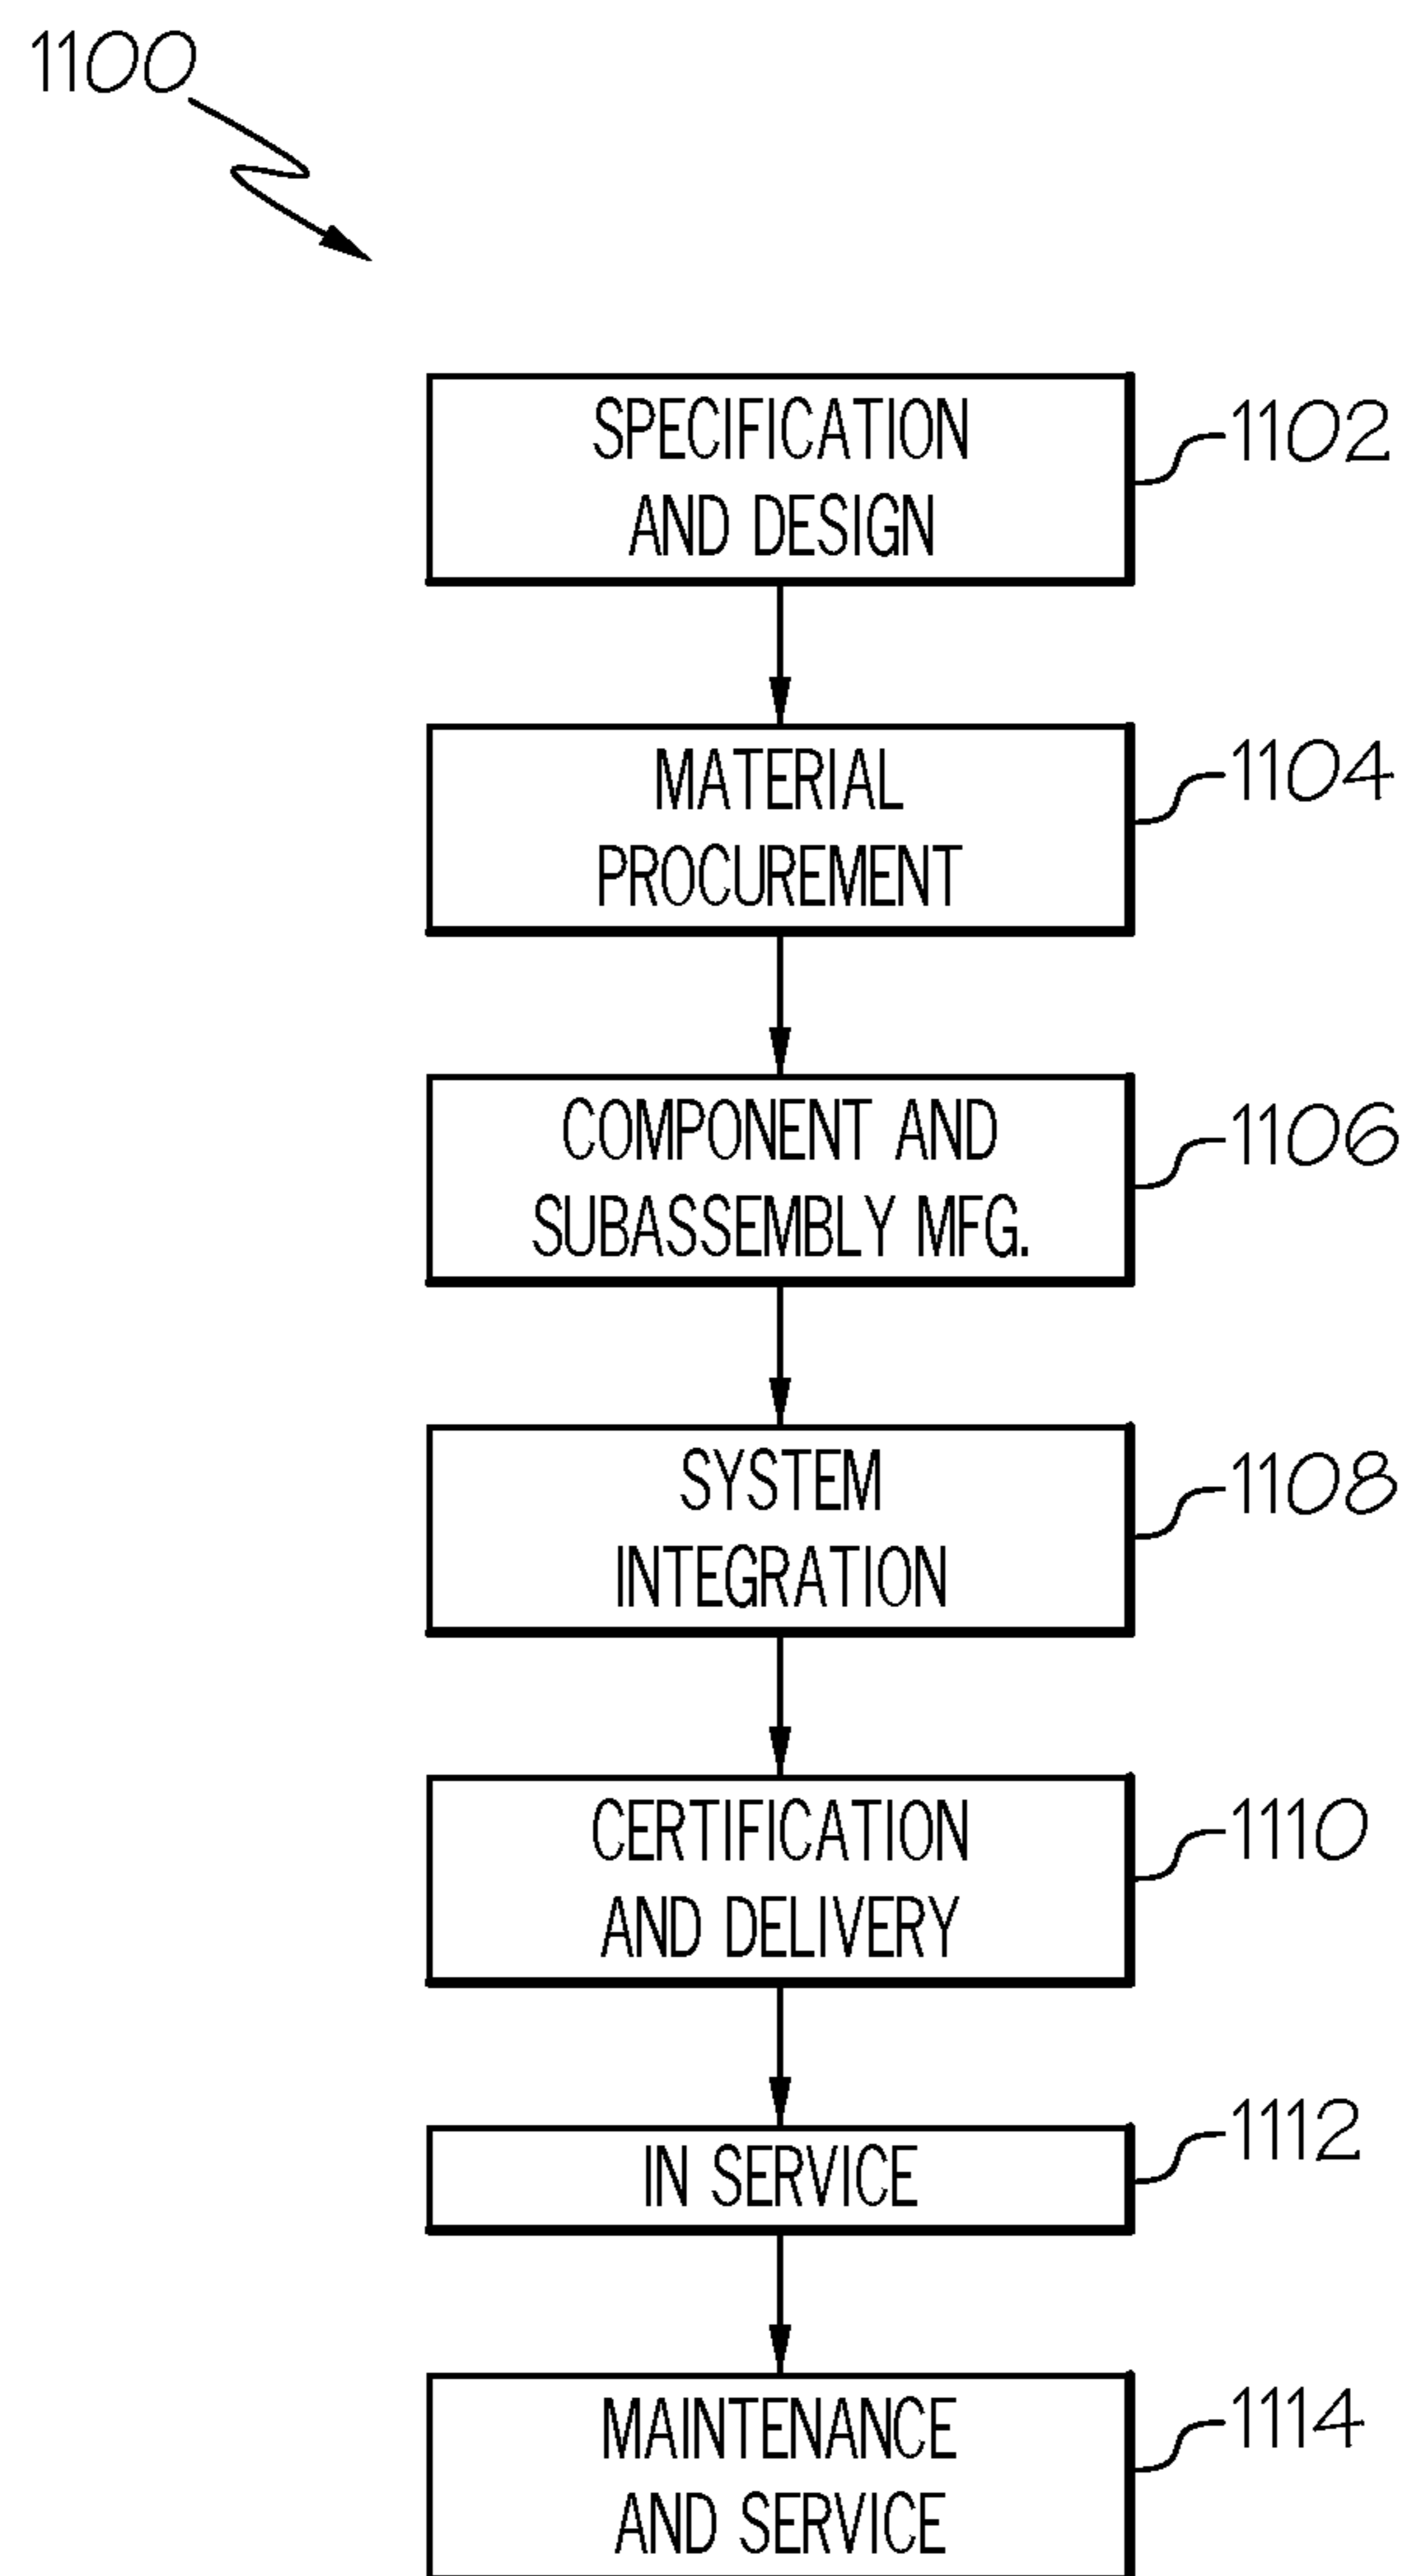 1100
SPECIFICATION
AND DESIGN
1102
MATERIAL
PROCUREMENT
1104
COMPONENT AND
SUBASSEMBLY MFG.
1106
SYSTEM
INTEGRATION
1108
CERTIFICATION
AND DELIVERY
1110
IN SERVICE
1112
MAINTENANCE
AND SERVICE
1114